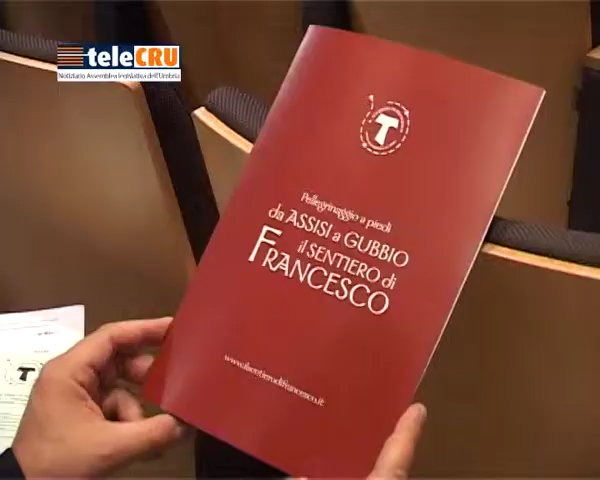 teleCRU
Notiziario Assemblea legislativa dell'Umbria
Pellegrinaggio a piedi
da ASSISI a GUBBIO
il SENTIERO di
FRANCESCO
www.ilsentierodifrancesco.it